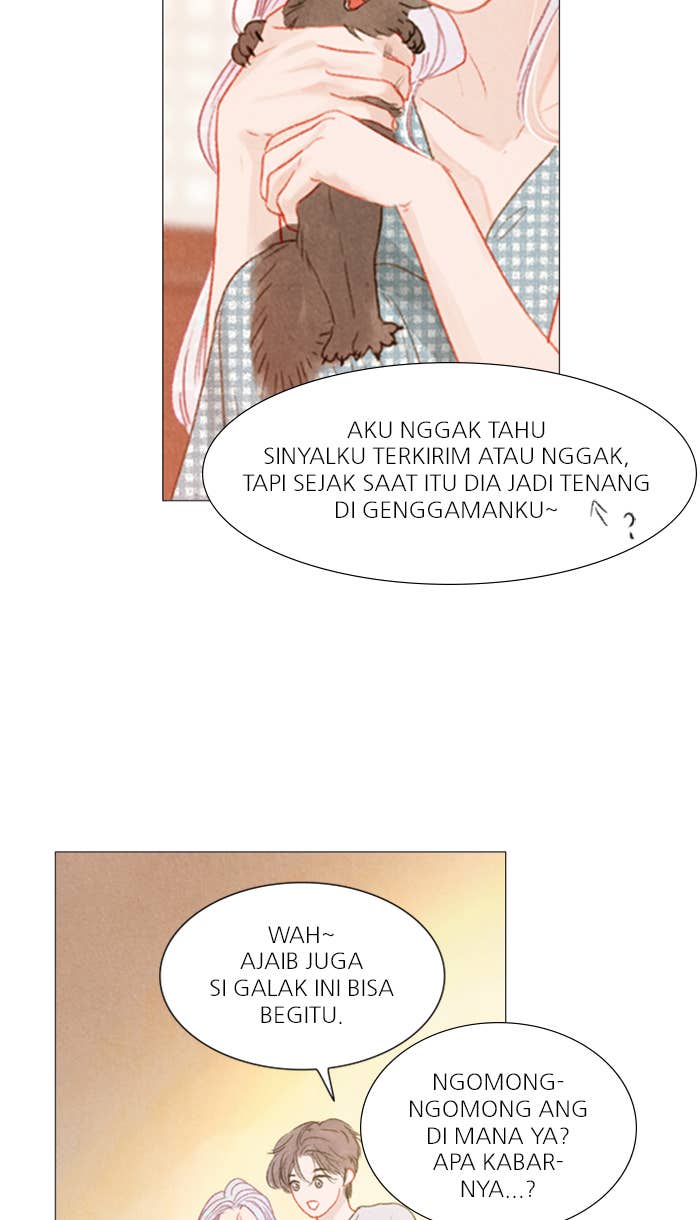 AKU NGGAK TAHU
SINYALKU TERKIRIM ATAU NGGAK,
TAPI SEJAK SAAT ITU DIA JADI TENANG
DI GENGGAMANKU~
?
WAH~
AJAIB JUGA
SI GALAK INI BISA
BEGITU.
NGOMONG-
NGOMONG ANG
DI MANA YA?
APA KABAR-
NYA...?